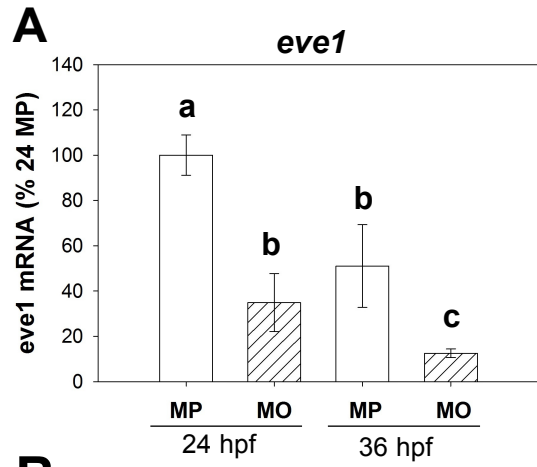 A
eve1
eve1 mRNA (% 24 MP)
140
120
100
80
60
40
20
0
a
b
b
c
MP MO MP MO
24 hpf 36 hpf
B